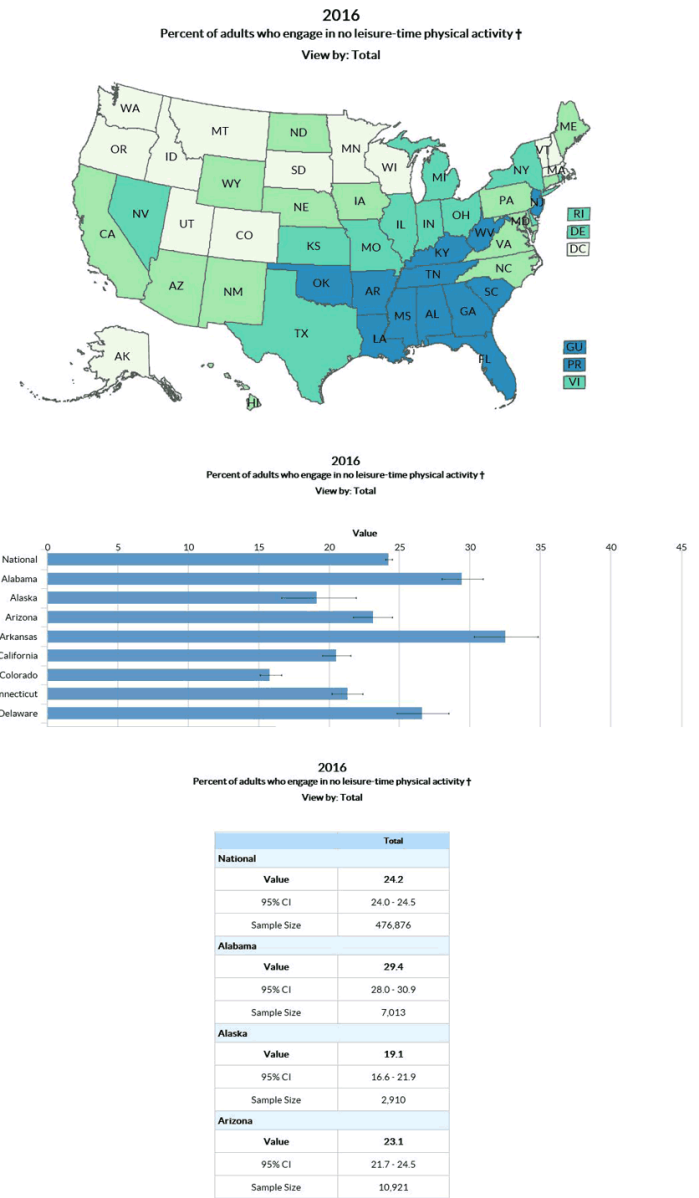 2016
Percent of adults who engage in no leisure-time physical activity †
View by: Total
WA
MT
ND
MN
ME
OR
ID
SD
WI
VT
MA
WY
MI
NY
NV
NE
IA
PA
NJ
UT
CO
IL
IN
OH
MD
RI
CA
KS
MO
WV
VA
DE
KY
DC
AZ
NM
OK
AR
TN
NC
SC
TX
MS
AL
GA
LA
AK
FL
GU
PR
VI
HI
2016
Percent of adults who engage in no leisure-time physical activity †
View by: Total
Value
0 5 10 15 20 25 30 35 40 45
National
Alabama
Alaska
Arizona
Arkansas
California
Colorado
nnecticut
Delaware
2016
Percent of adults who engage in no leisure-time physical activity †
View by: Total
Total
National
Value 24.2
95% CI 24.0 - 24.5
Sample Size 476,876
Alabama
Value 29.4
95% CI 28.0 - 30.9
Sample Size 7,013
Alaska
Value 19.1
95% CI 16.6 - 21.9
Sample Size 2,910
Arizona
Value 23.1
95% CI 21.7 - 24.5
Sample Size 10,921